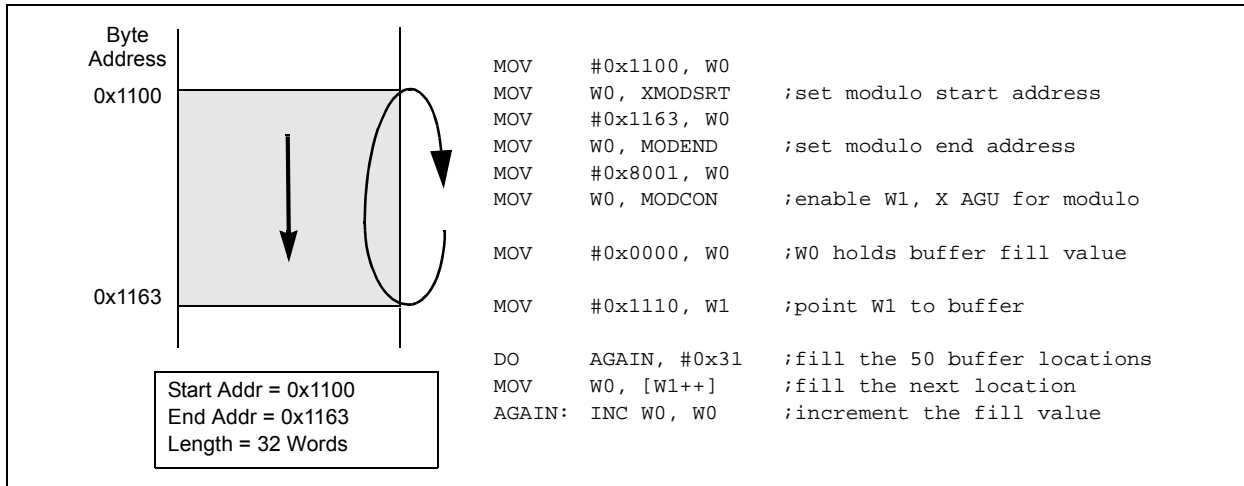 Byte
Address
0x1100
0x1163
Start Addr = 0x1100
End Addr = 0x1163
Length = 32 Words
MOV #0x1100, W0
MOV W0, XMODSRT ;set modulo start address
MOV #0x1163, W0
MOV W0, MODEND ;set modulo end address
MOV #0x8001, W0
MOV W0, MODCON ;enable W1, X AGU for modulo
MOV #0x0000, W0 ;W0 holds buffer fill value
MOV #0x1110, W1 ;point W1 to buffer
DO AGAIN, #0x31 ;fill the 50 buffer locations
MOV W0, [W1++] ;fill the next location
AGAIN: INC W0, W0 ;increment the fill value